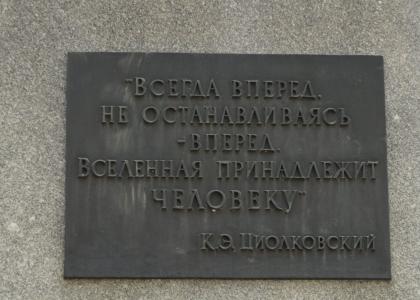 "Всегда вперед,
не останавливаясь
-вперед.
Вселенная принадлежит
человеку"
К.Э. Циолковский